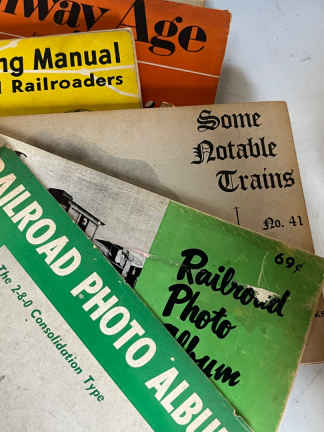 way Age
ng Manual
Railroaders
Some
Notable
Trains
No. 41
69¢
Railroad
Photo
Album
RAILROAD PHOTO ALBU
The 2-8-0 Consolidation Type